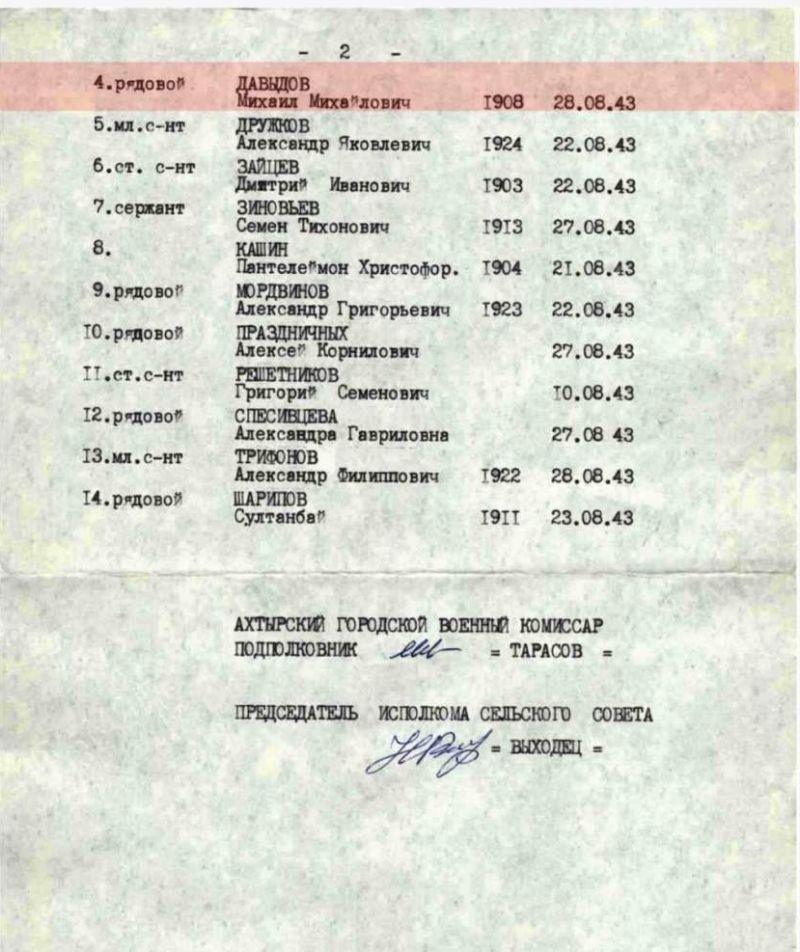 - 2 -
4.рядовой ДАВЫДОВ
Михаил Михайлович 1908 28.08.43
5.мл.с-нт ДРУЖКОВ
Александр Яковлевич 1924 22.08.43
6.ст. с-нт ЗАЙЦЕВ
Дмитрий Иванович 1903 22.08.43
7.сержант ЗИНОВЬЕВ
Семен Тихонович 1913 27.08.43
8. КАШИН
Пантелеймон Христофор. 1904 21.08.43
9.рядовой МОРДВИНОВ
Александр Григорьевич 1923 22.08.43
10.рядовой ПРАЗДНИЧНЫХ
Алексей Корнилович 27.08.43
11.ст.с-нт РЕШЕТНИКОВ
Григорий Семенович 10.08.43
12.рядовой СПЕСИВЦЕВА
Александра Гавриловна 27.08 43
13.мл.с-нт ТРИФОНОВ
Александр Филиппович 1922 28.08.43
14.рядовой ШАРИПОВ
Султанбай 1911 23.08.43
АХТЫРСКИЙ ГОРОДСКОЙ ВОЕННЫЙ КОМИССАР
ПОДПОЛКОВНИК = ТАРАСОВ =
ПРЕДСЕДАТЕЛЬ ИСПОЛКОМА СЕЛЬСКОГО СОВЕТА
= ВЫХОДЕЦ =